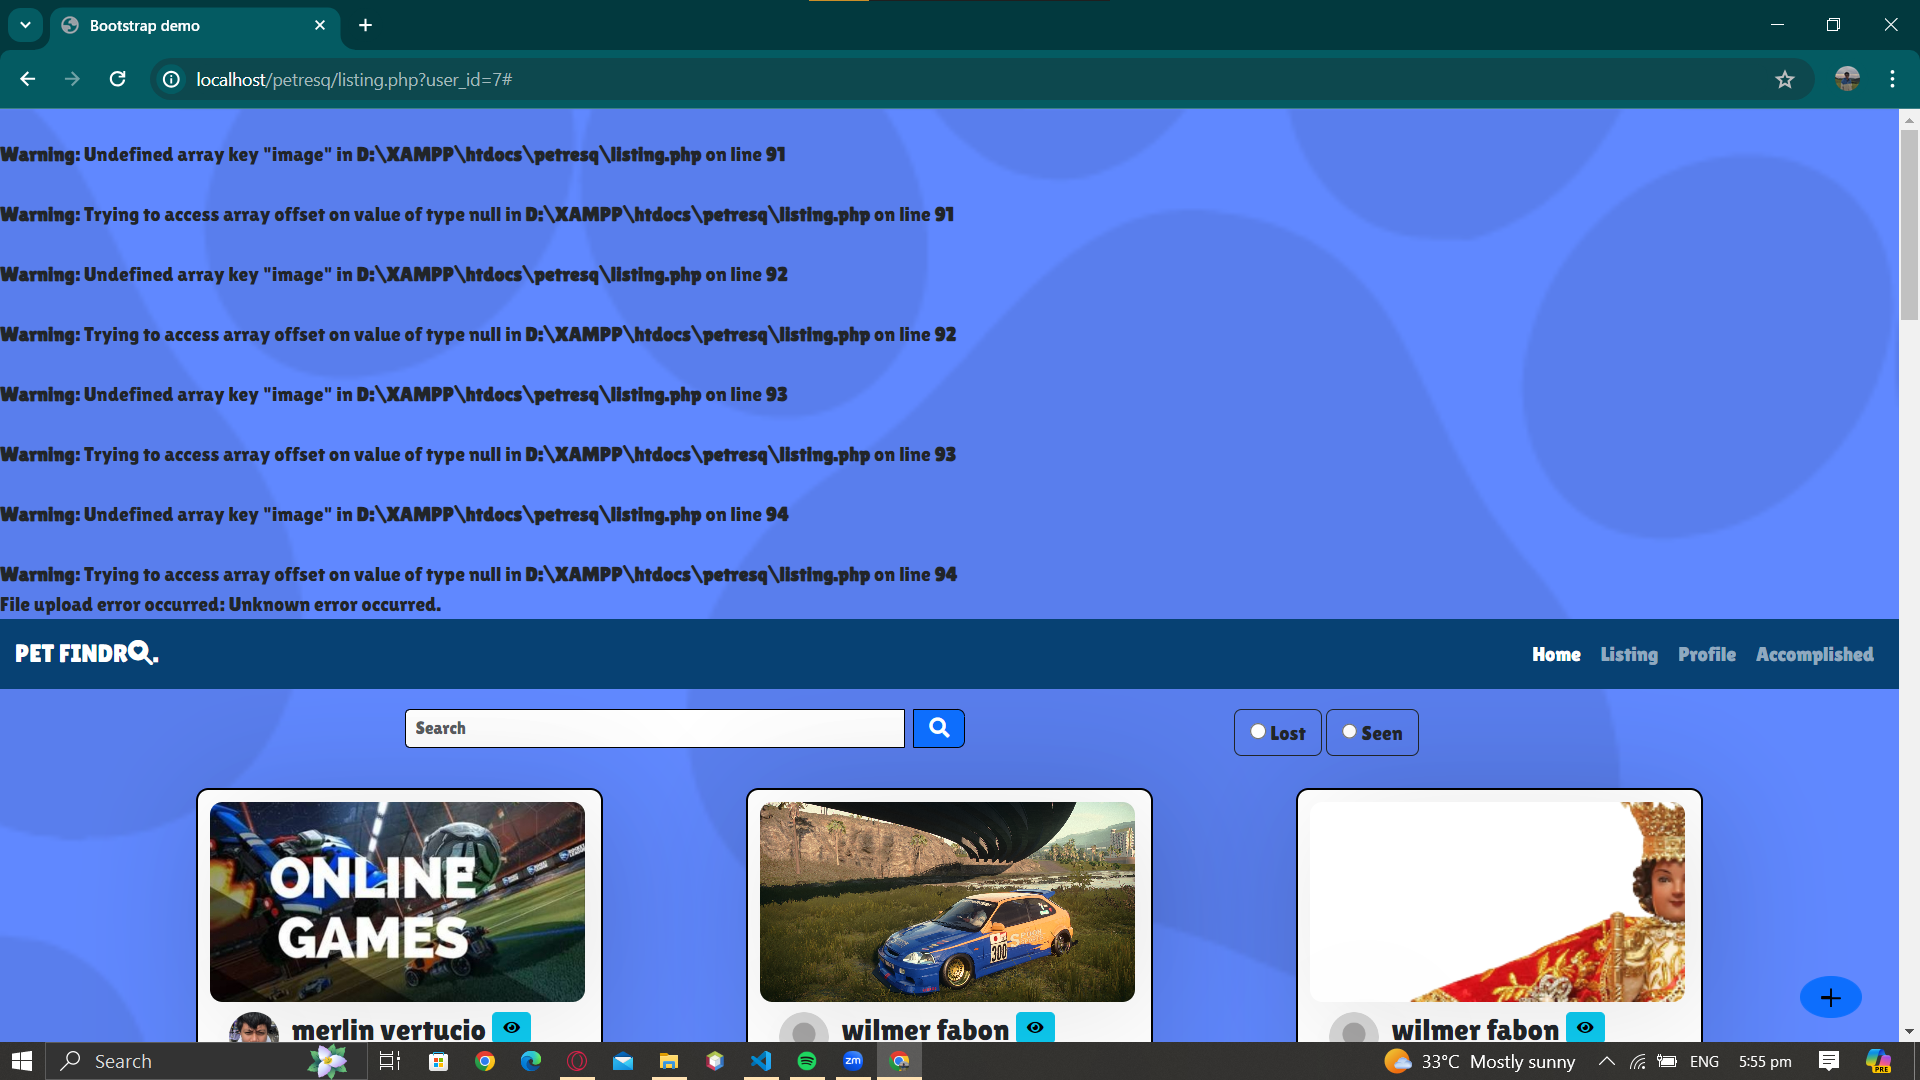 Bootstrap demo
localhost/petresq/listing.php?user_id=7#
Warning: Undefined array key "image" in D:\XAMPP\htdocs\petresq\listing.php on line 91
Warning: Trying to access array offset on value of type null in D:\XAMPP\htdocs\petresq\listing.php on line 91
Warning: Undefined array key "image" in D:\XAMPP\htdocs\petresq\listing.php on line 92
Warning: Trying to access array offset on value of type null in D:\XAMPP\htdocs\petresq\listing.php on line 92
Warning: Undefined array key "image" in D:\XAMPP\htdocs\petresq\listing.php on line 93
Warning: Trying to access array offset on value of type null in D:\XAMPP\htdocs\petresq\listing.php on line 93
Warning: Undefined array key "image" in D:\XAMPP\htdocs\petresq\listing.php on line 94
Warning: Trying to access array offset on value of type null in D:\XAMPP\htdocs\petresq\listing.php on line 94
File upload error occurred: Unknown error occurred.
PET FINDR . Home Listing Profile Accomplished
Search Lost Seen
ONLINE
GAMES
300
merlin vertucio wilmer fabon wilmer fabon
Search zm 33°C Mostly sunny ENG 5:55 pm PRE